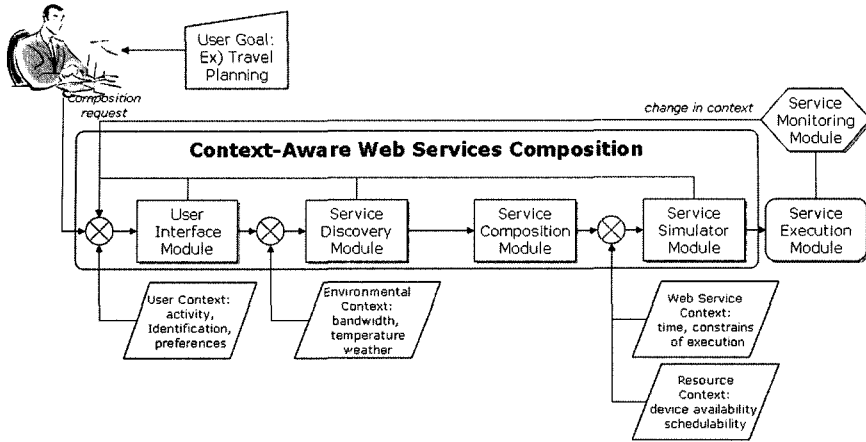 User Goal:
Ex) Travel
Planning
Composition
request
change in context
Service
Monitoring
Module
Context-Aware Web Services Composition
User
Interface
Module
Service
Discovery
Module
Service
Composition
Module
Service
Simulator
Module
Service
Execution
Module
User Context:
activity,
Identification,
preferences
Environmental
Context:
bandwidth,
temperature
weather
Web Service
Context:
time, constrains
of execution
Resource
Context:
device availability
schedulability